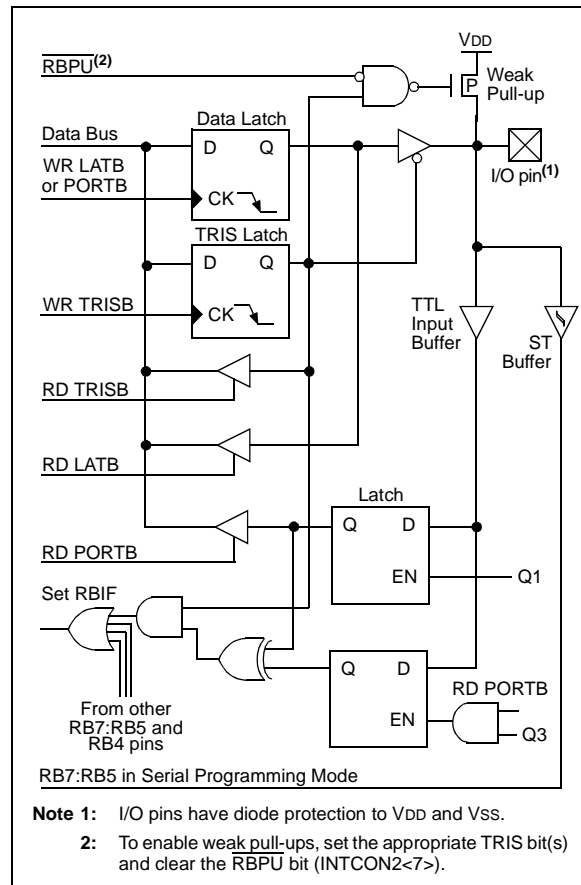 RBPU(2)
VDD
P
Weak
Pull-up
Data Bus
Data Latch
D Q
WR LATB
or PORTB
CK
I/O pin(1)
TRIS Latch
D Q
WR TRISB
CK
TTL
Input
Buffer
ST
Buffer
RD TRISB
RD LATB
Latch
Q D
RD PORTB
EN
Q1
Set RBIF
Q D
RD PORTB
EN
Q3
From other
RB7:RB5 and
RB4 pins
RB7:RB5 in Serial Programming Mode
Note 1: I/O pins have diode protection to VDD and VSS.
2: To enable weak pull-ups, set the appropriate TRIS bit(s)
and clear the RBPU bit (INTCON2<7>).